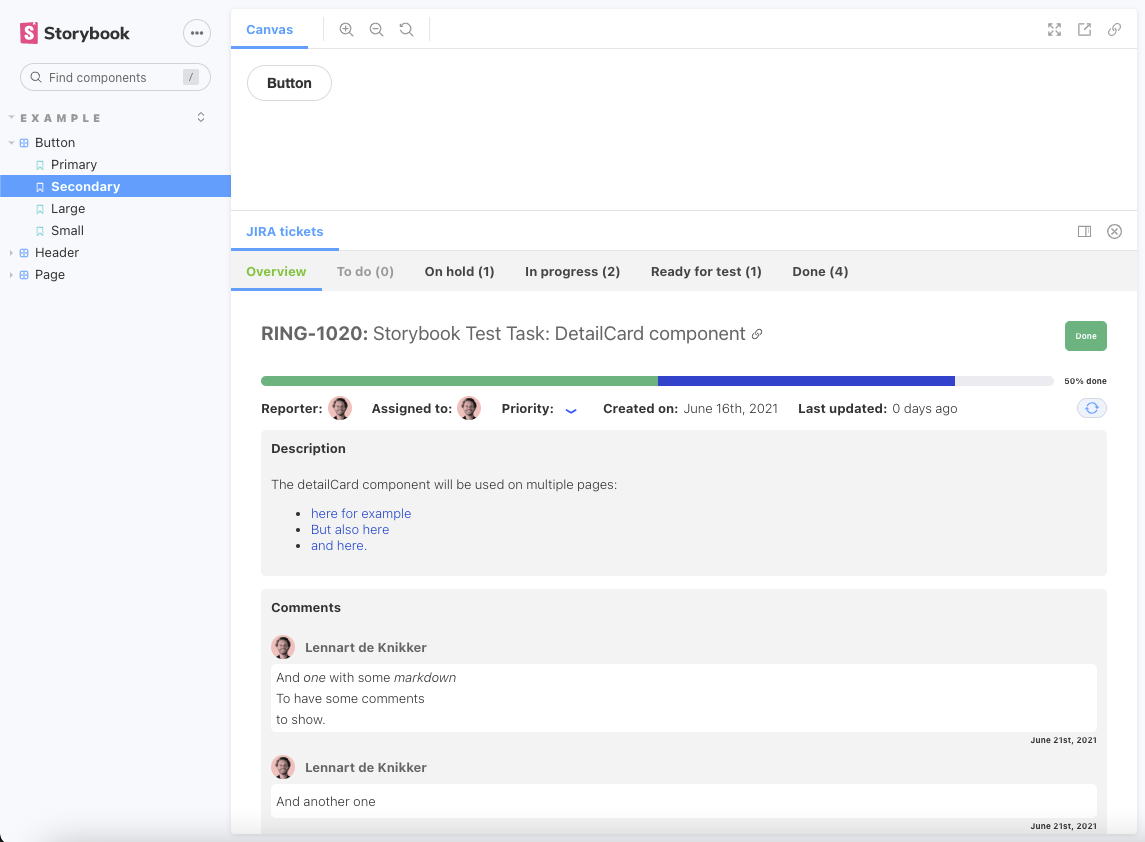 Storybook
Find components /
EXAMPLE
Button
Primary
Secondary
Large
Small
Header
Page
Canvas
Button
JIRA tickets
Overview To do (0) On hold (1) In progress (2) Ready for test (1) Done (4)
RING-1020: Storybook Test Task: DetailCard component
Done
50% done
Reporter: Assigned to: Priority: Created on: June 16th, 2021 Last updated: 0 days ago
Description
The detailCard component will be used on multiple pages:
• here for example
• But also here
• and here.
Comments
Lennart de Knikker
And one with some markdown
To have some comments
to show.
June 21st, 2021
Lennart de Knikker
And another one
June 21st, 2021